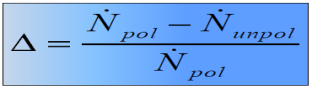 Δ = (Ṅ_pol − Ṅ_unpol) / Ṅ_pol